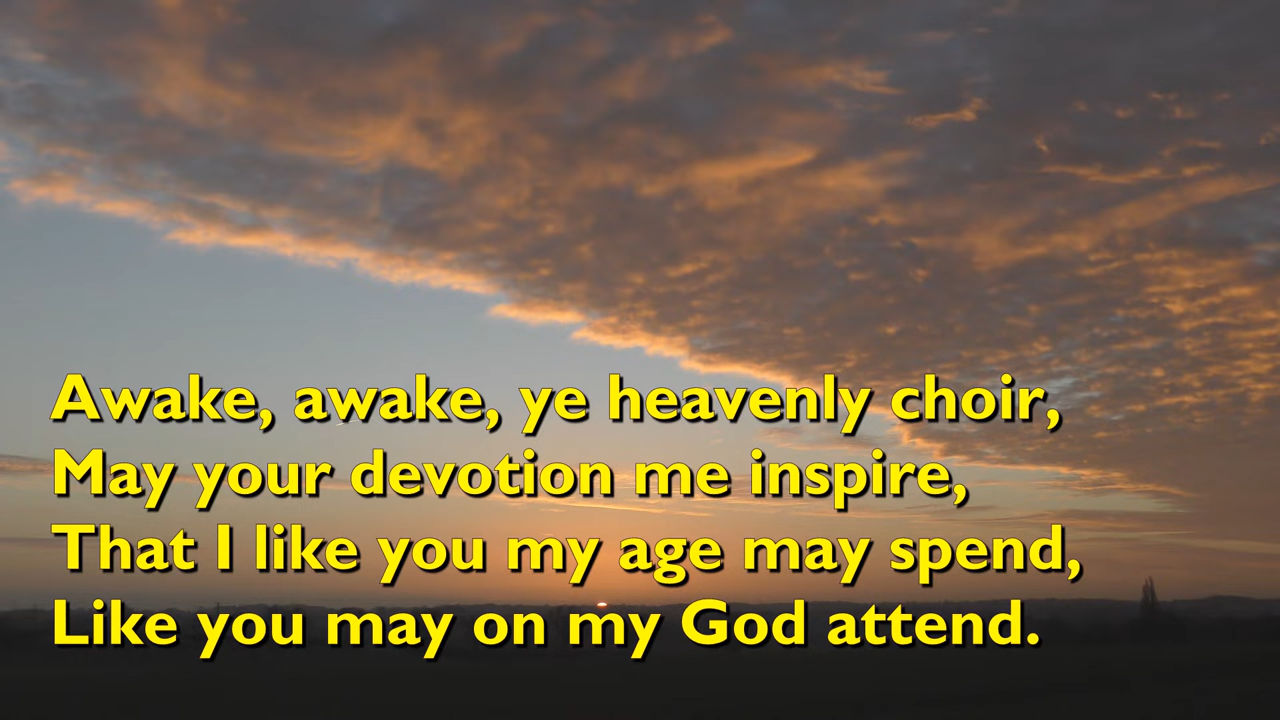 Awake, awake, ye heavenly choir,
May your devotion me inspire,
That I like you my age may spend,
Like you may on my God attend.